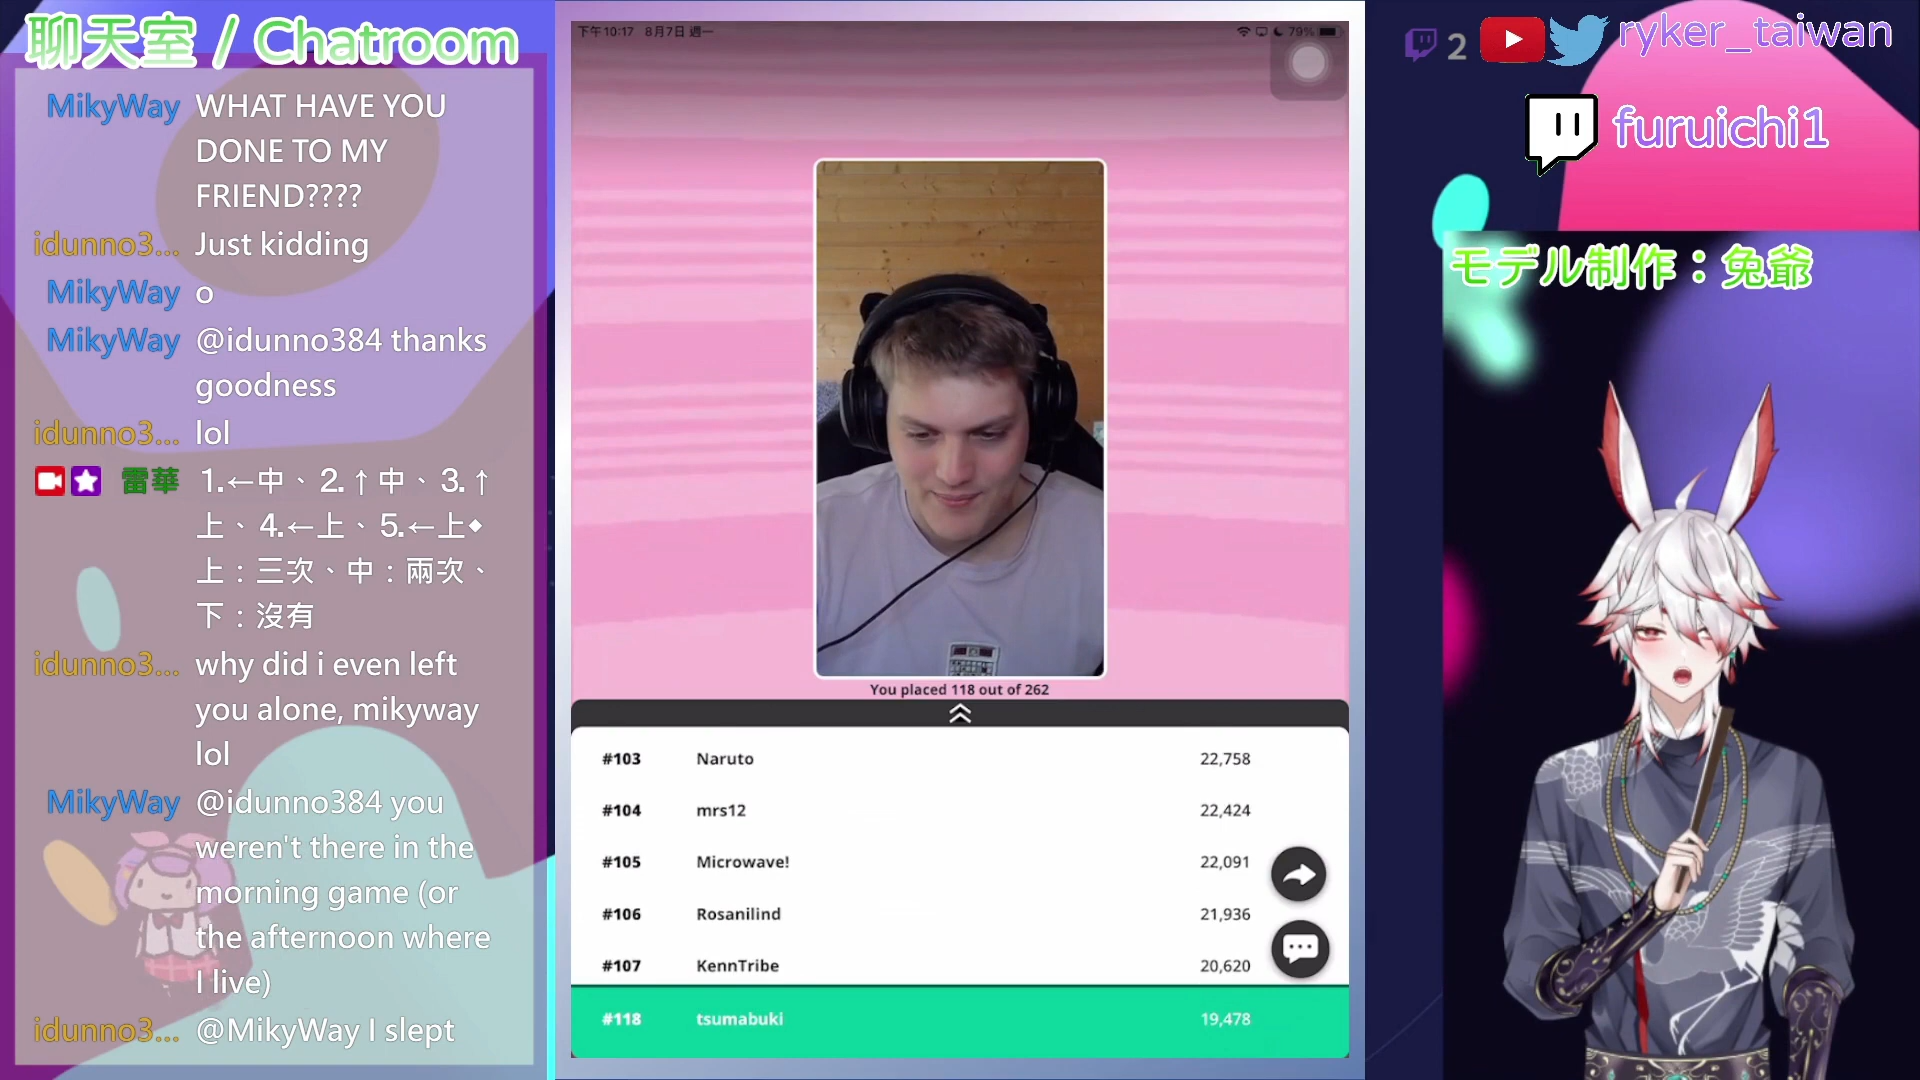 聊天室 / Chatroom
MikyWay WHAT HAVE YOU
DONE TO MY
FRIEND????
idunno3... Just kidding
MikyWay o
MikyWay @idunno384 thanks
goodness
idunno3... lol
雷華 1.←中、2.↑中、3.↑
上、4.←上、5.←上◆
上：三次、中：兩次、
下：沒有
idunno3... why did i even left
you alone, mikyway
lol
MikyWay @idunno384 you
weren't there in the
morning game (or
the afternoon where
I live)
idunno3... @MikyWay I slept
下午10:17 8月7日 週一
79%
You placed 118 out of 262
#103 Naruto 22,758
#104 mrs12 22,424
#105 Microwave! 22,091
#106 Rosanilind 21,936
#107 KennTribe 20,620
#118 tsumabuki 19,478
2 ryker_taiwan
furuichi1
モデル制作：兔爺